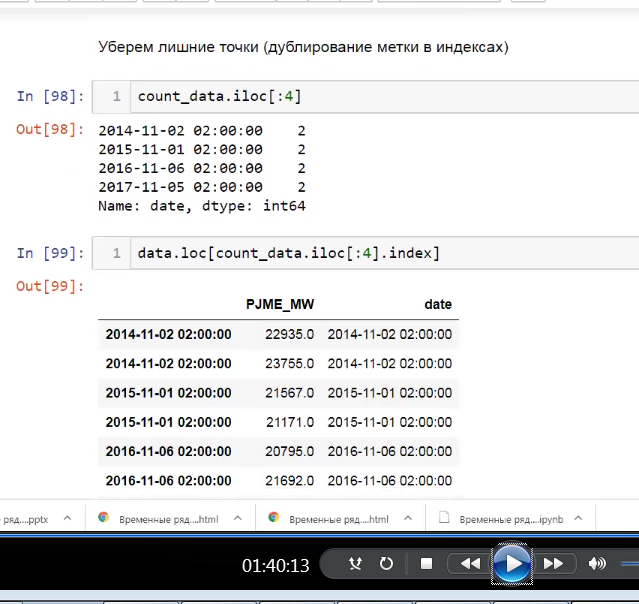 Уберем лишние точки (дублирование метки в индексах)
In [98]: 1 count_data.iloc[:4]
Out[98]: 2014-11-02 02:00:00 2
2015-11-01 02:00:00 2
2016-11-06 02:00:00 2
2017-11-05 02:00:00 2
Name: date, dtype: int64
In [99]: 1 data.loc[count_data.iloc[:4].index]
Out[99]:
PJME_MW date
2014-11-02 02:00:00 22935.0 2014-11-02 02:00:00
2014-11-02 02:00:00 23755.0 2014-11-02 02:00:00
2015-11-01 02:00:00 21567.0 2015-11-01 02:00:00
2015-11-01 02:00:00 21171.0 2015-11-01 02:00:00
2016-11-06 02:00:00 20795.0 2016-11-06 02:00:00
2016-11-06 02:00:00 21692.0 2016-11-06 02:00:00
ряд....pptx Временные ряд....html Временные ряд....html Временные ряд....ipynb
01:40:13